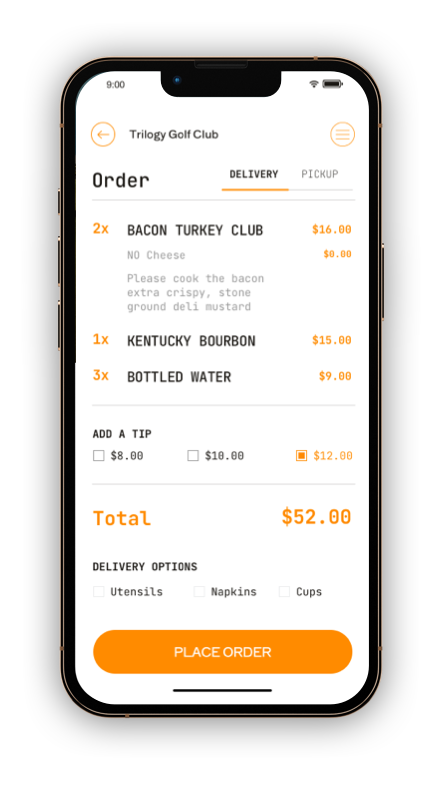 9:00
Trilogy Golf Club
Order DELIVERY PICKUP
2x BACON TURKEY CLUB $16.00
NO Cheese $0.00
Please cook the bacon
extra crispy, stone
ground deli mustard
1x KENTUCKY BOURBON $15.00
3x BOTTLED WATER $9.00
ADD A TIP
$8.00 $10.00 $12.00
Total $52.00
DELIVERY OPTIONS
Utensils Napkins Cups
PLACE ORDER